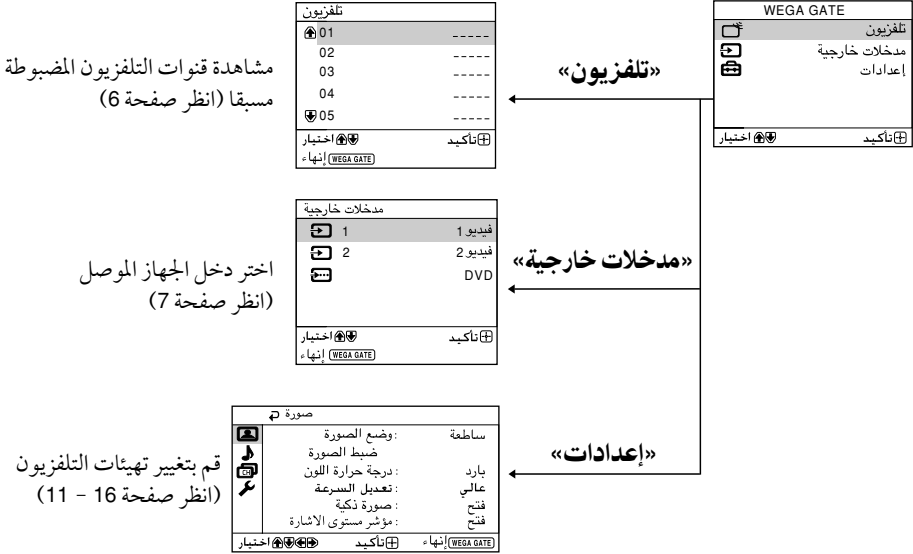 WEGA GATE
تلفزيون
مدخلات خارجية
إعدادات
اختيار تأكيد
«تلفزيون»
تلفزيون
01 -----
02 -----
03 -----
04 -----
05 -----
اختيار تأكيد
WEGA GATE إنهاء
مشاهدة قنوات التلفزيون المضبوطة
مسبقا (انظر صفحة 6)
«مدخلات خارجية»
مدخلات خارجية
1 فيديو 1
2 فيديو 2
DVD
اختيار تأكيد
WEGA GATE إنهاء
اختر دخل الجهاز الموصل
(انظر صفحة 7)
«إعدادات»
صورة
وضع الصورة: ساطعة
ضبط الصورة
CH
درجة حرارة اللون: بارد
تعديل السرعة: عالي
صورة ذكية: فتح
مؤشر مستوى الاشارة: فتح
اختيار تأكيد إنهاء WEGA GATE
قم بتغيير تهيئات التلفزيون
(انظر صفحة 16 - 11)